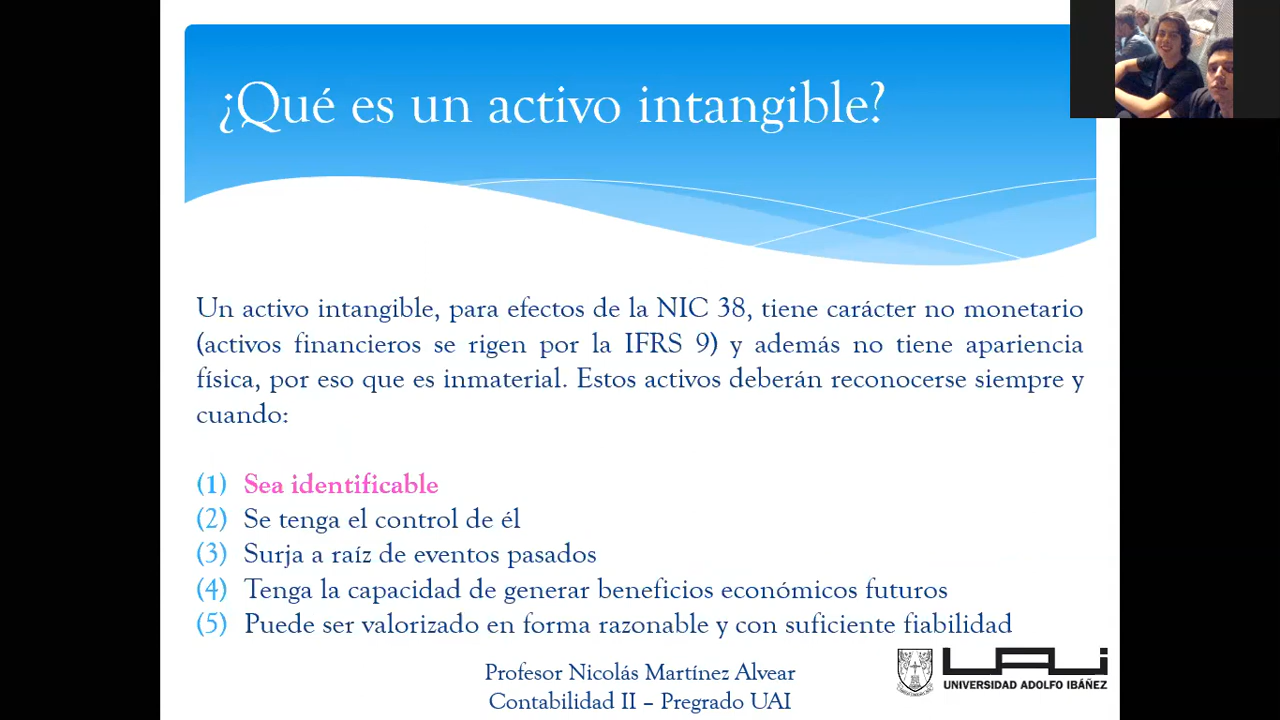 ¿Qué es un activo intangible?
Un activo intangible, para efectos de la NIC 38, tiene carácter no monetario
(activos financieros se rigen por la IFRS 9) y además no tiene apariencia
física, por eso que es inmaterial. Estos activos deberán reconocerse siempre y
cuando:
(1) Sea identificable
(2) Se tenga el control de él
(3) Surja a raíz de eventos pasados
(4) Tenga la capacidad de generar beneficios económicos futuros
(5) Puede ser valorizado en forma razonable y con suficiente fiabilidad
Profesor Nicolás Martínez Alvear
Contabilidad II – Pregrado UAI
UAI
UNIVERSIDAD ADOLFO IBÁÑEZ